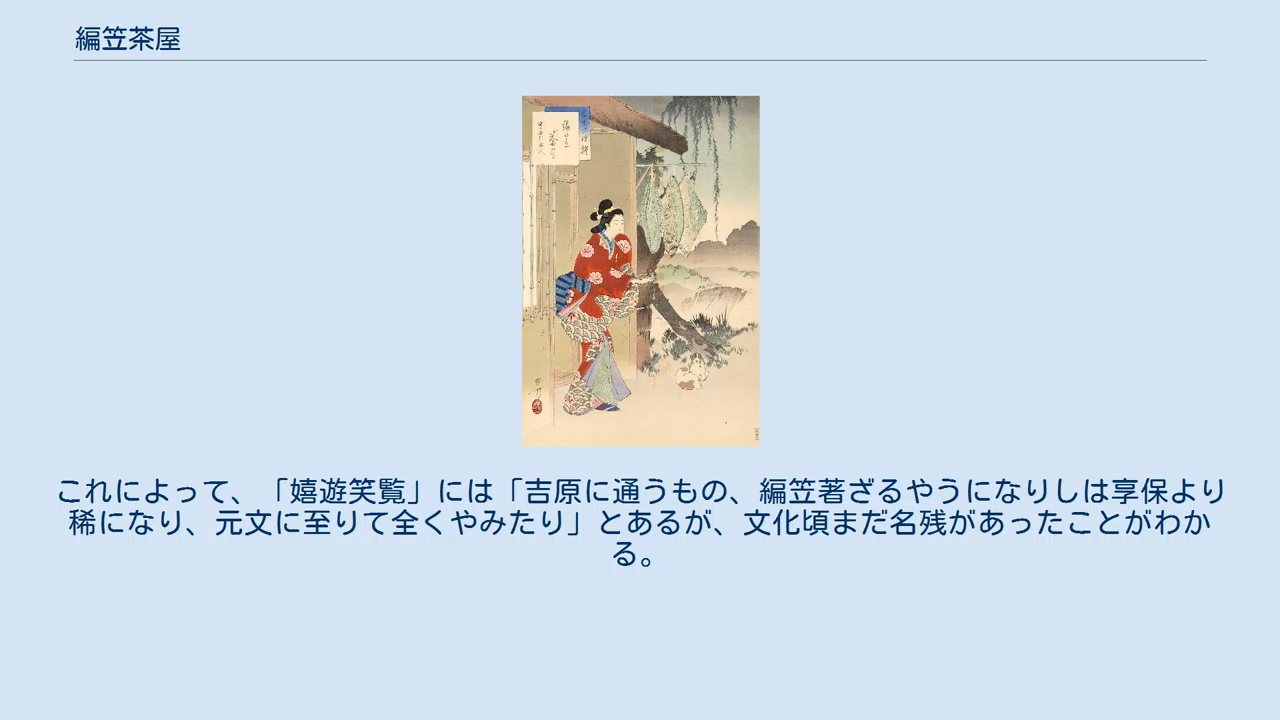 編笠茶屋
これによって、「嬉遊笑覧」には「吉原に通うもの、編笠著ざるやうになりしは享保より
稀になり、元文に至りて全くやみたり」とあるが、文化頃まだ名残があったことがわか
る。